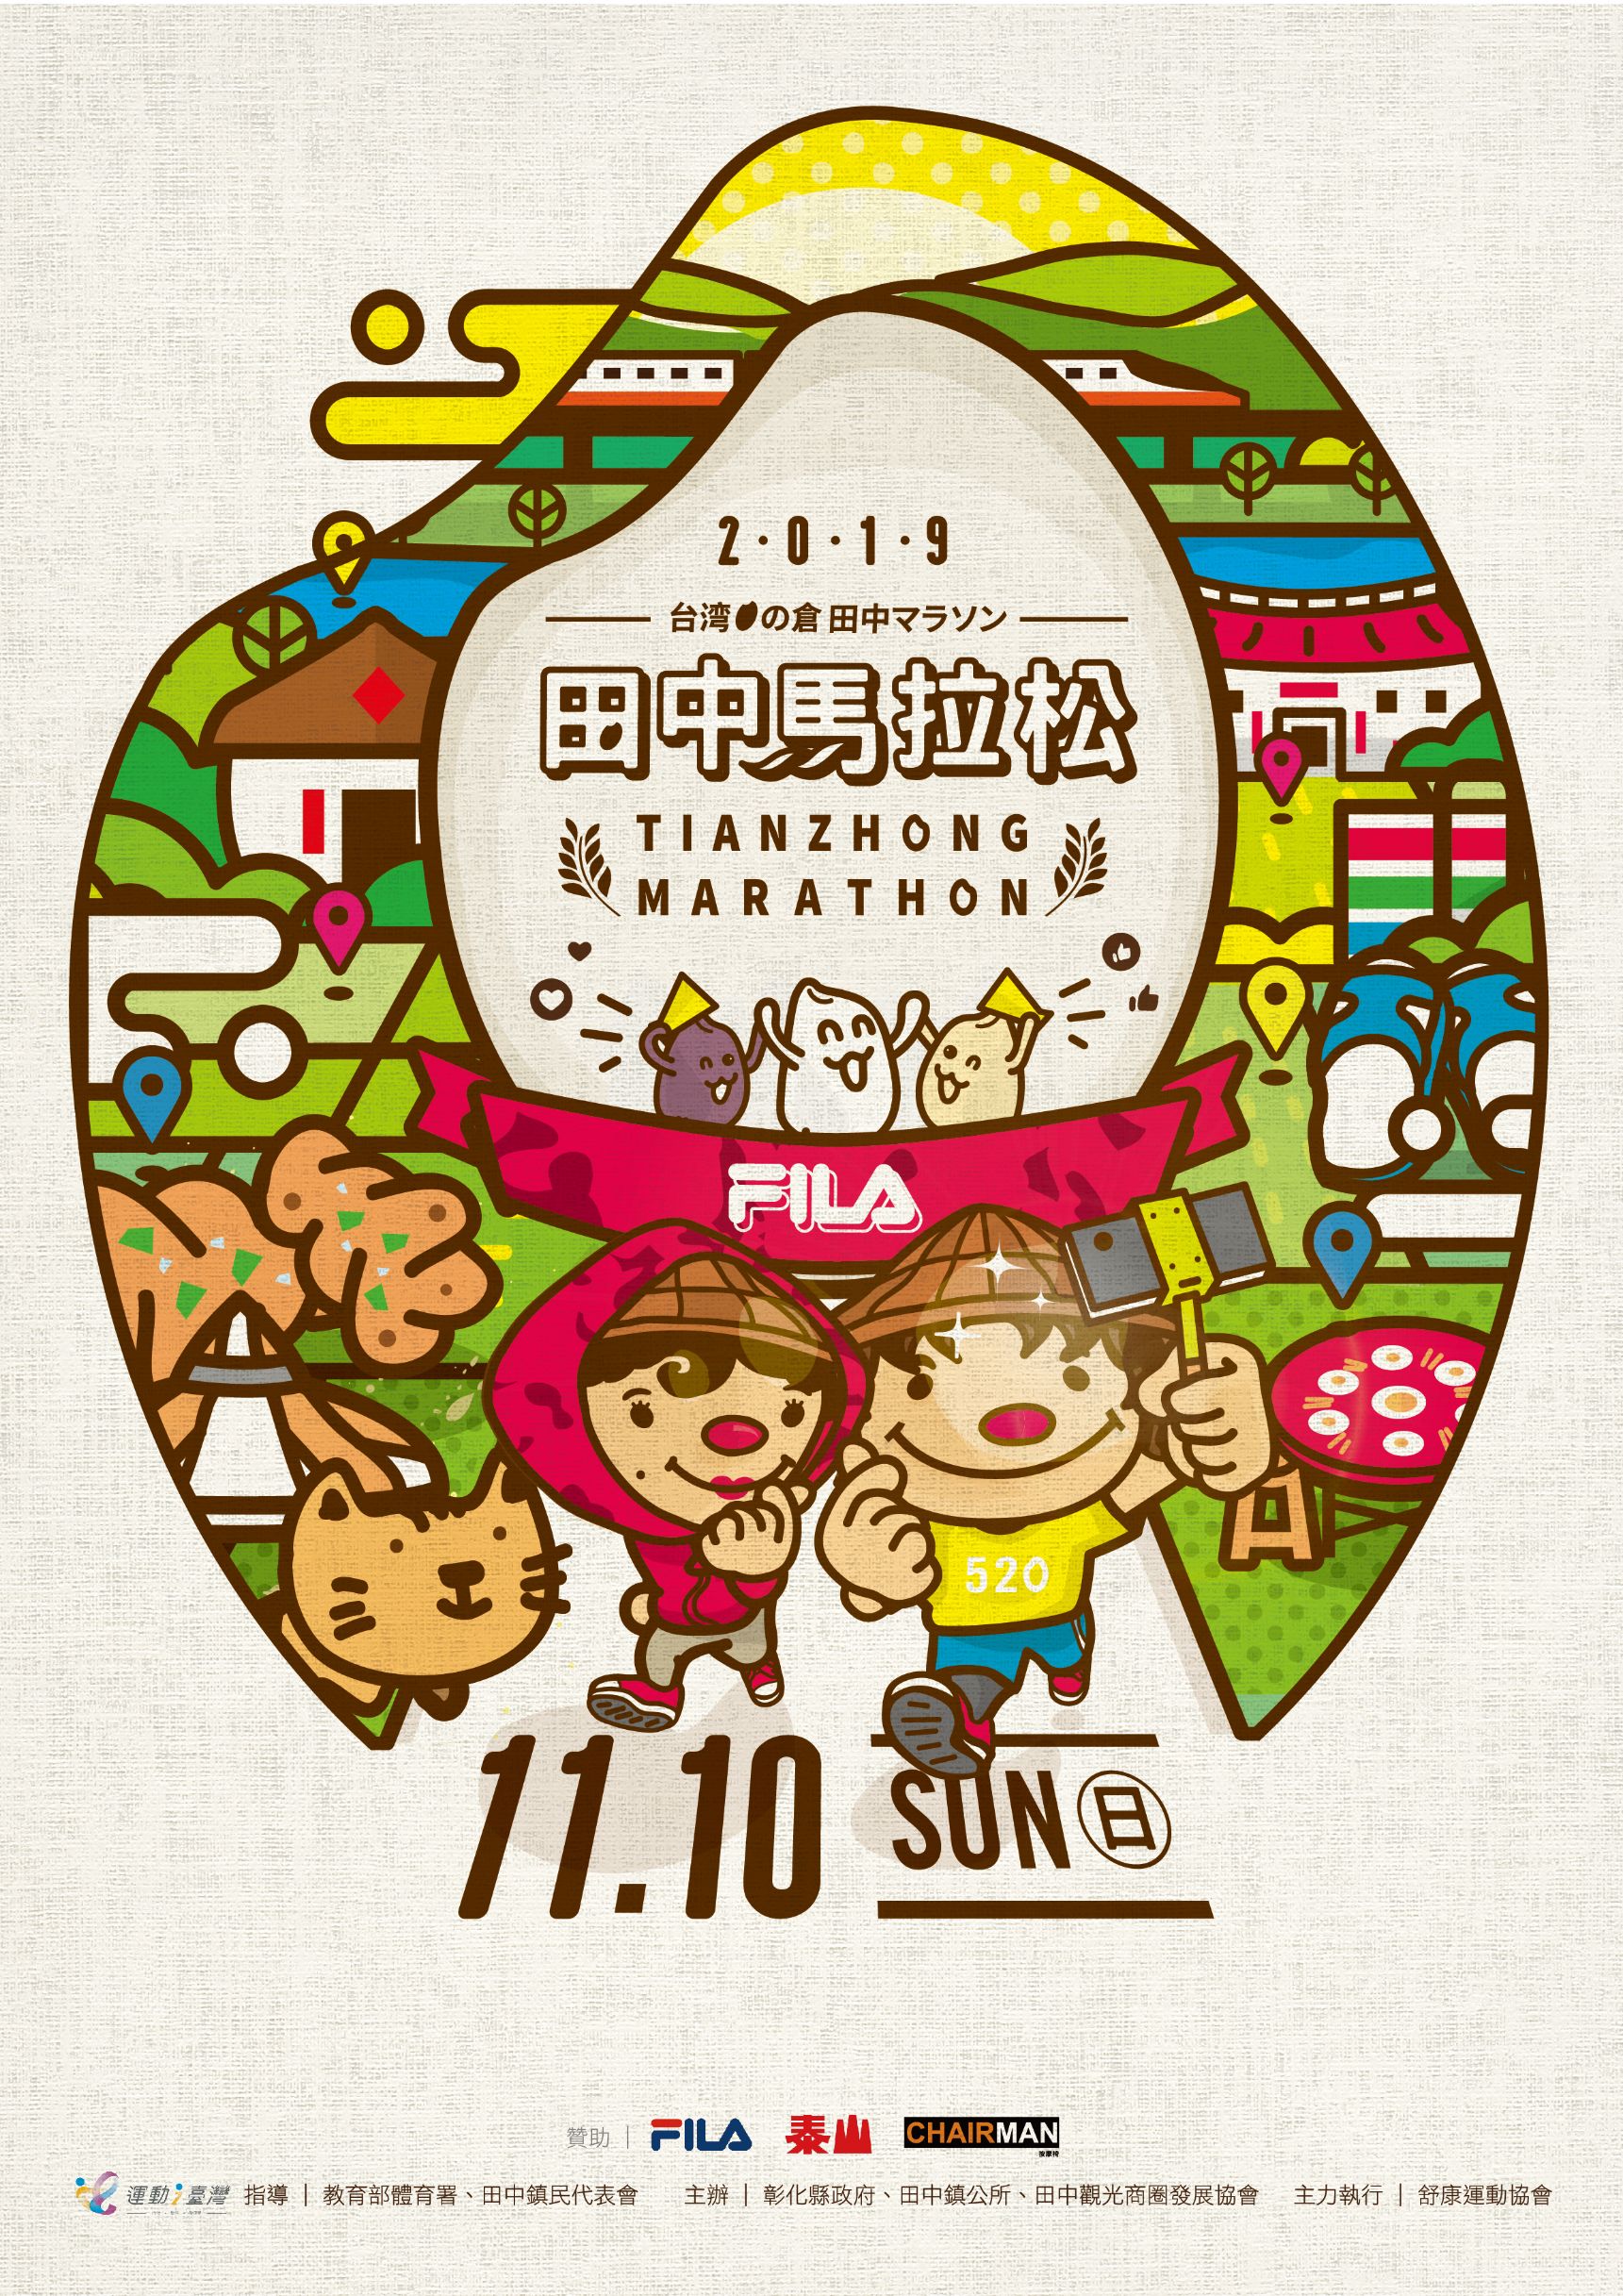 2·0·1·9
台湾の倉 田中マラソン
田中馬拉松
TIANZHONG
MARATHON
FILA
520
11.10 SUN 日
贊助 | FILA 泰山 CHAIRMAN 按摩椅
運動i臺灣 指導 | 教育部體育署、田中鎮民代表會 主辦 | 彰化縣政府、田中鎮公所、田中觀光商圈發展協會 主力執行 | 舒康運動協會